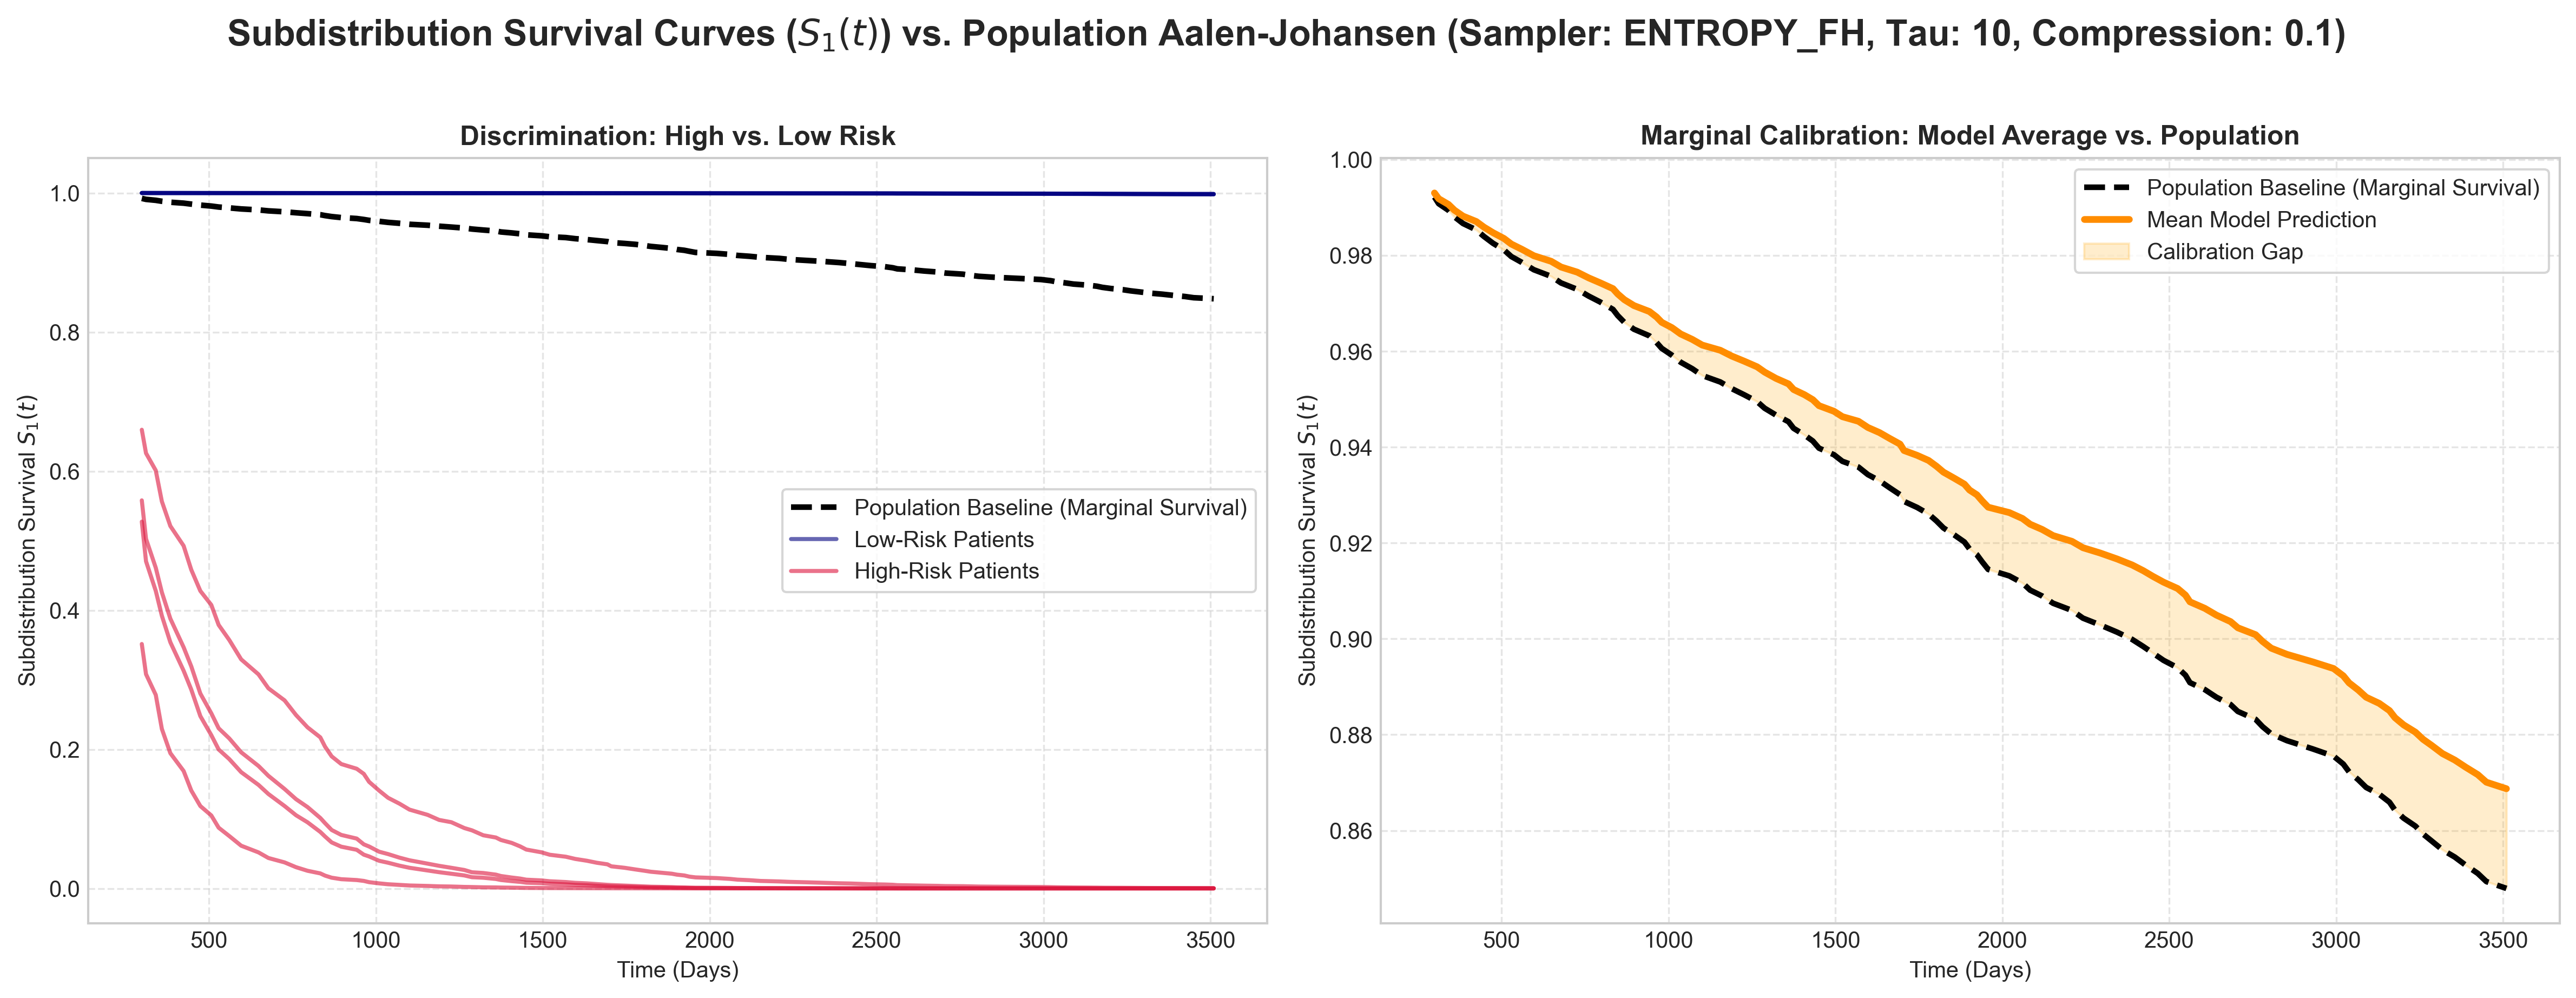 Subdistribution Survival Curves (S₁(t)) vs. Population Aalen-Johansen (Sampler: ENTROPY_FH, Tau: 10, Compression: 0.1)
Discrimination: High vs. Low Risk
Subdistribution Survival S₁(t)
1.0
0.8
0.6
0.4
0.2
0.0
Population Baseline (Marginal Survival)
Low-Risk Patients
High-Risk Patients
500 1000 1500 2000 2500 3000 3500
Time (Days)
Marginal Calibration: Model Average vs. Population
Subdistribution Survival S₁(t)
1.00
0.98
0.96
0.94
0.92
0.90
0.88
0.86
Population Baseline (Marginal Survival)
Mean Model Prediction
Calibration Gap
500 1000 1500 2000 2500 3000 3500
Time (Days)